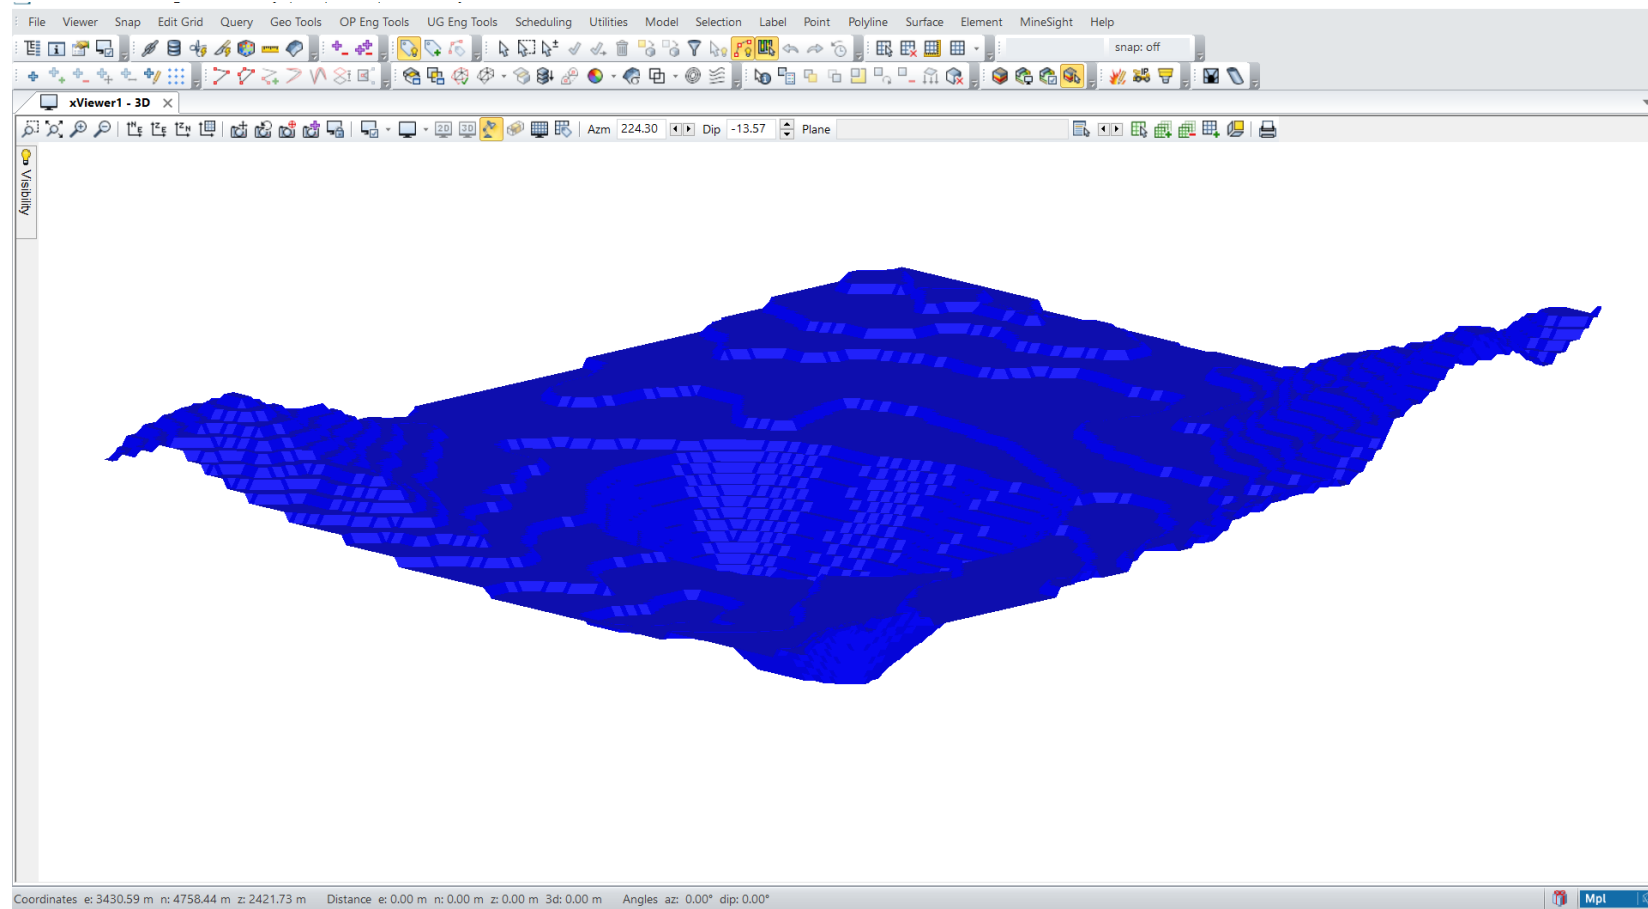 File Viewer Snap Edit Grid Query Geo Tools OP Eng Tools UG Eng Tools Scheduling Utilities Model Selection Label Point Polyline Surface Element MineSight Help
snap: off
xViewer1 - 3D
2D 3D Azm 224.30 Dip -13.57 Plane
Visibility
Coordinates e: 3430.59 m n: 4758.44 m z: 2421.73 m Distance e: 0.00 m n: 0.00 m z: 0.00 m 3d: 0.00 m Angles az: 0.00° dip: 0.00° Mpl